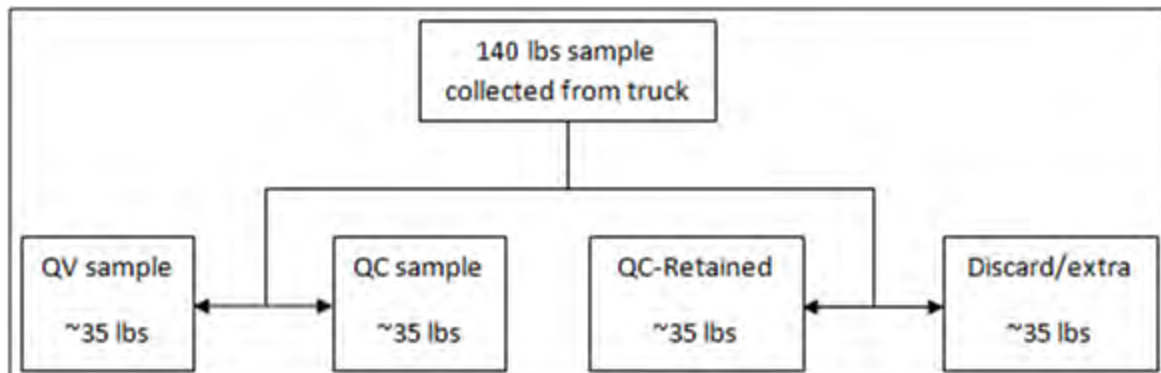 140 lbs sample
collected from truck
QV sample
~35 lbs
QC sample
~35 lbs
QC-Retained
~35 lbs
Discard/extra
~35 lbs